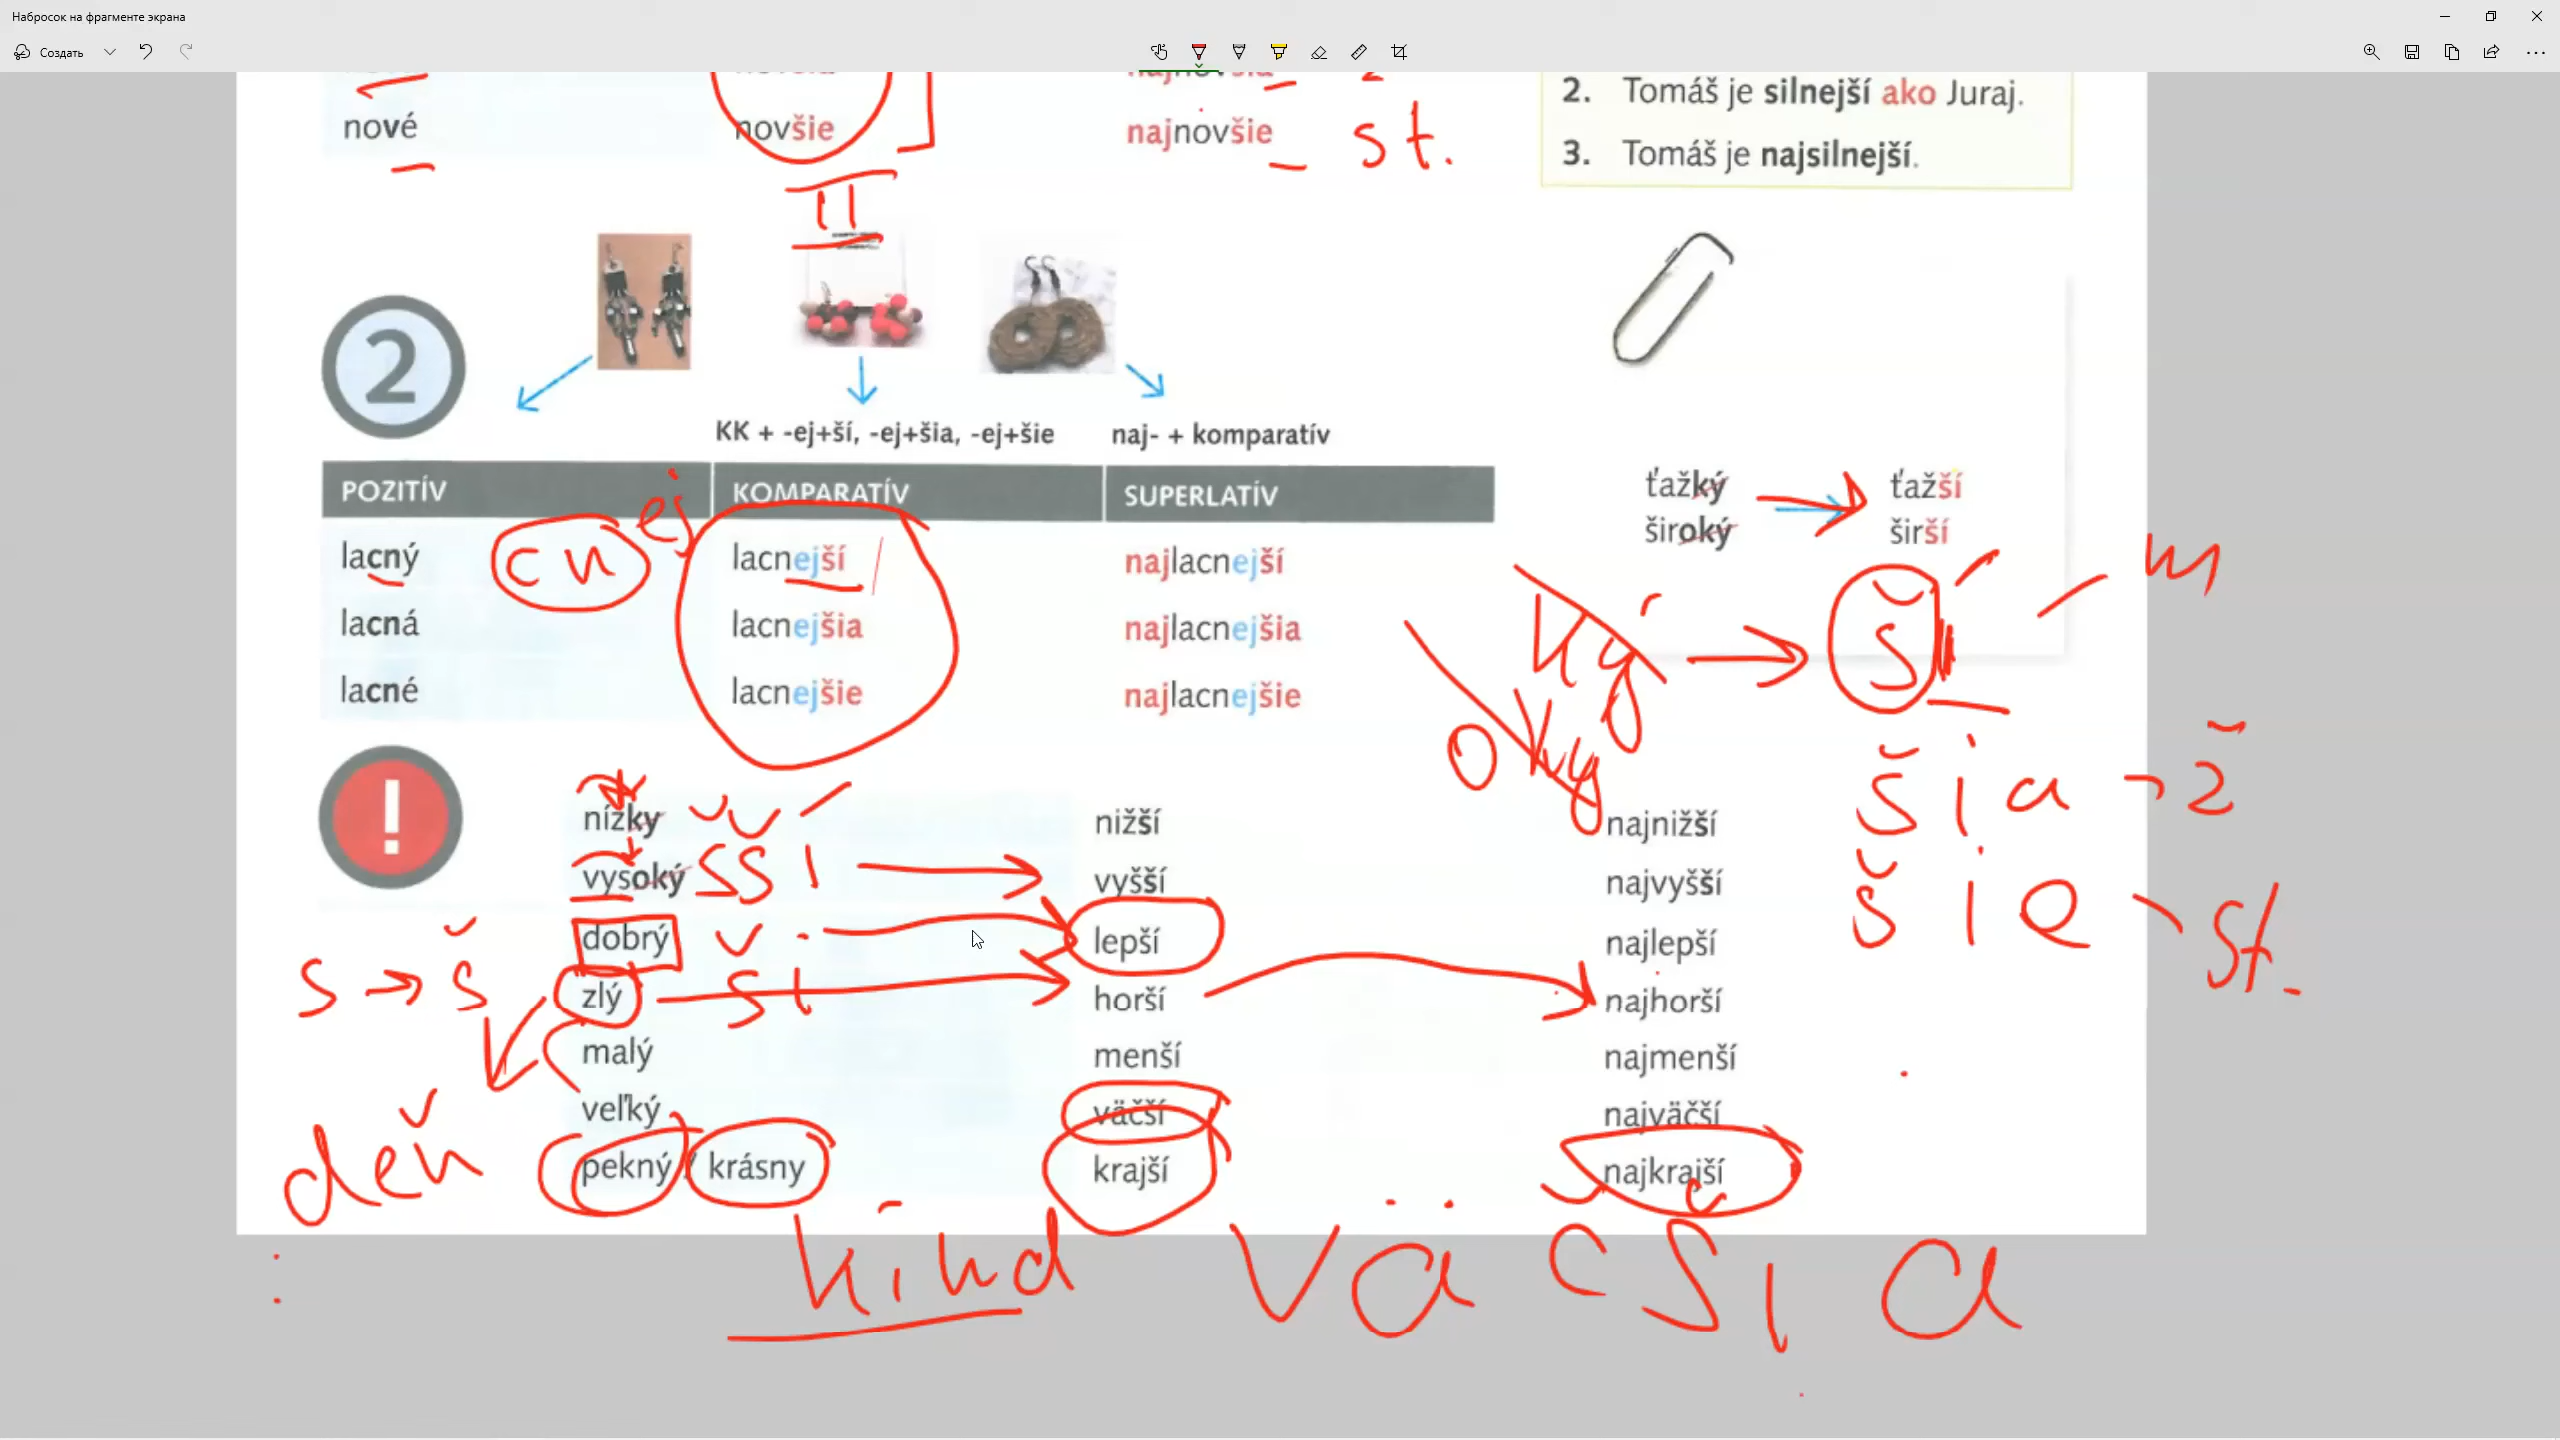 Набросок на фрагменте экрана
Создать
nové novšie najnovšie st.
2. Tomáš je silnejší ako Juraj.
3. Tomáš je najsilnejší.
II
2
KK + -ej+ší, -ej+šia, -ej+šie naj- + komparatív
POZITÍV KOMPARATÍV SUPERLATÍV
ej
lacný cn lacnejší najlacnejší
lacná lacnejšia najlacnejšia
lacné lacnejšie najlacnejšie
ťažký ťažší
široký širší
ký ší m
oký
šia ž
šie st.
!
nízky nižší najnižší
vysoký šší vyšší najvyšší
dobrý lepší najlepší
s š zlý ší horší najhorší
malý menší najmenší
veľký väčší najväčší
deň pekný / krásny krajší najkrajší
väčšia